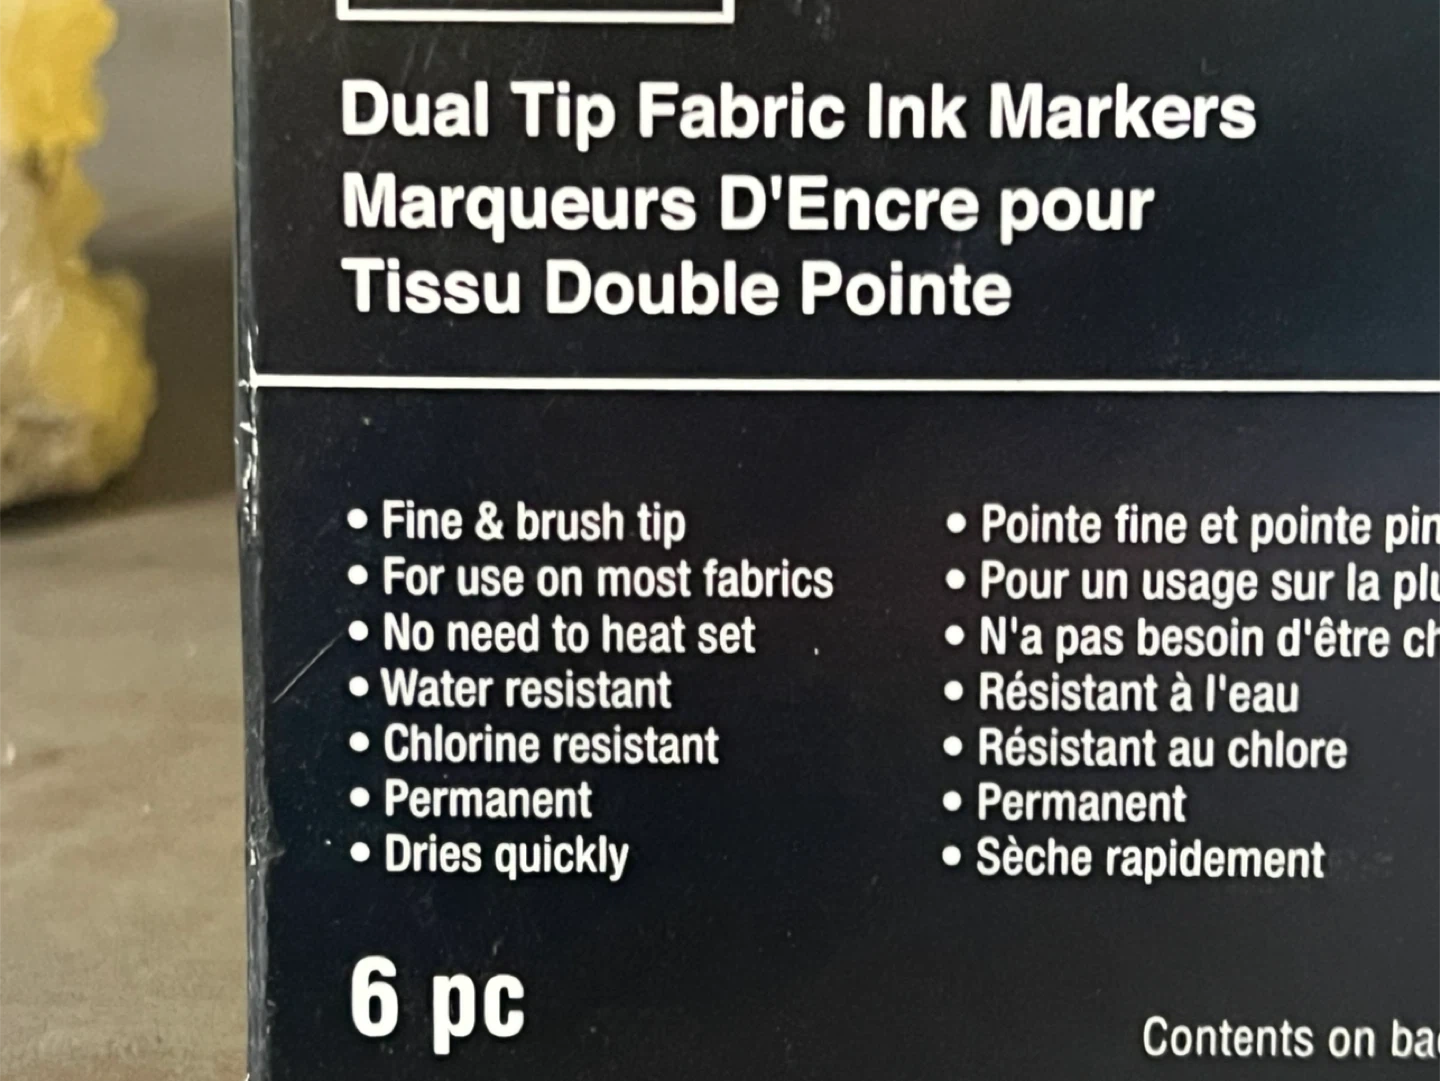 Dual Tip Fabric Ink Markers
Marqueurs D'Encre pour
Tissu Double Pointe
• Fine & brush tip
• For use on most fabrics
• No need to heat set
• Water resistant
• Chlorine resistant
• Permanent
• Dries quickly
• Pointe fine et pointe
• Pour un usage sur la
• N'a pas besoin d'être
• Résistant à l'eau
• Résistant au chlore
• Permanent
• Sèche rapidement
6 pc
Contents on